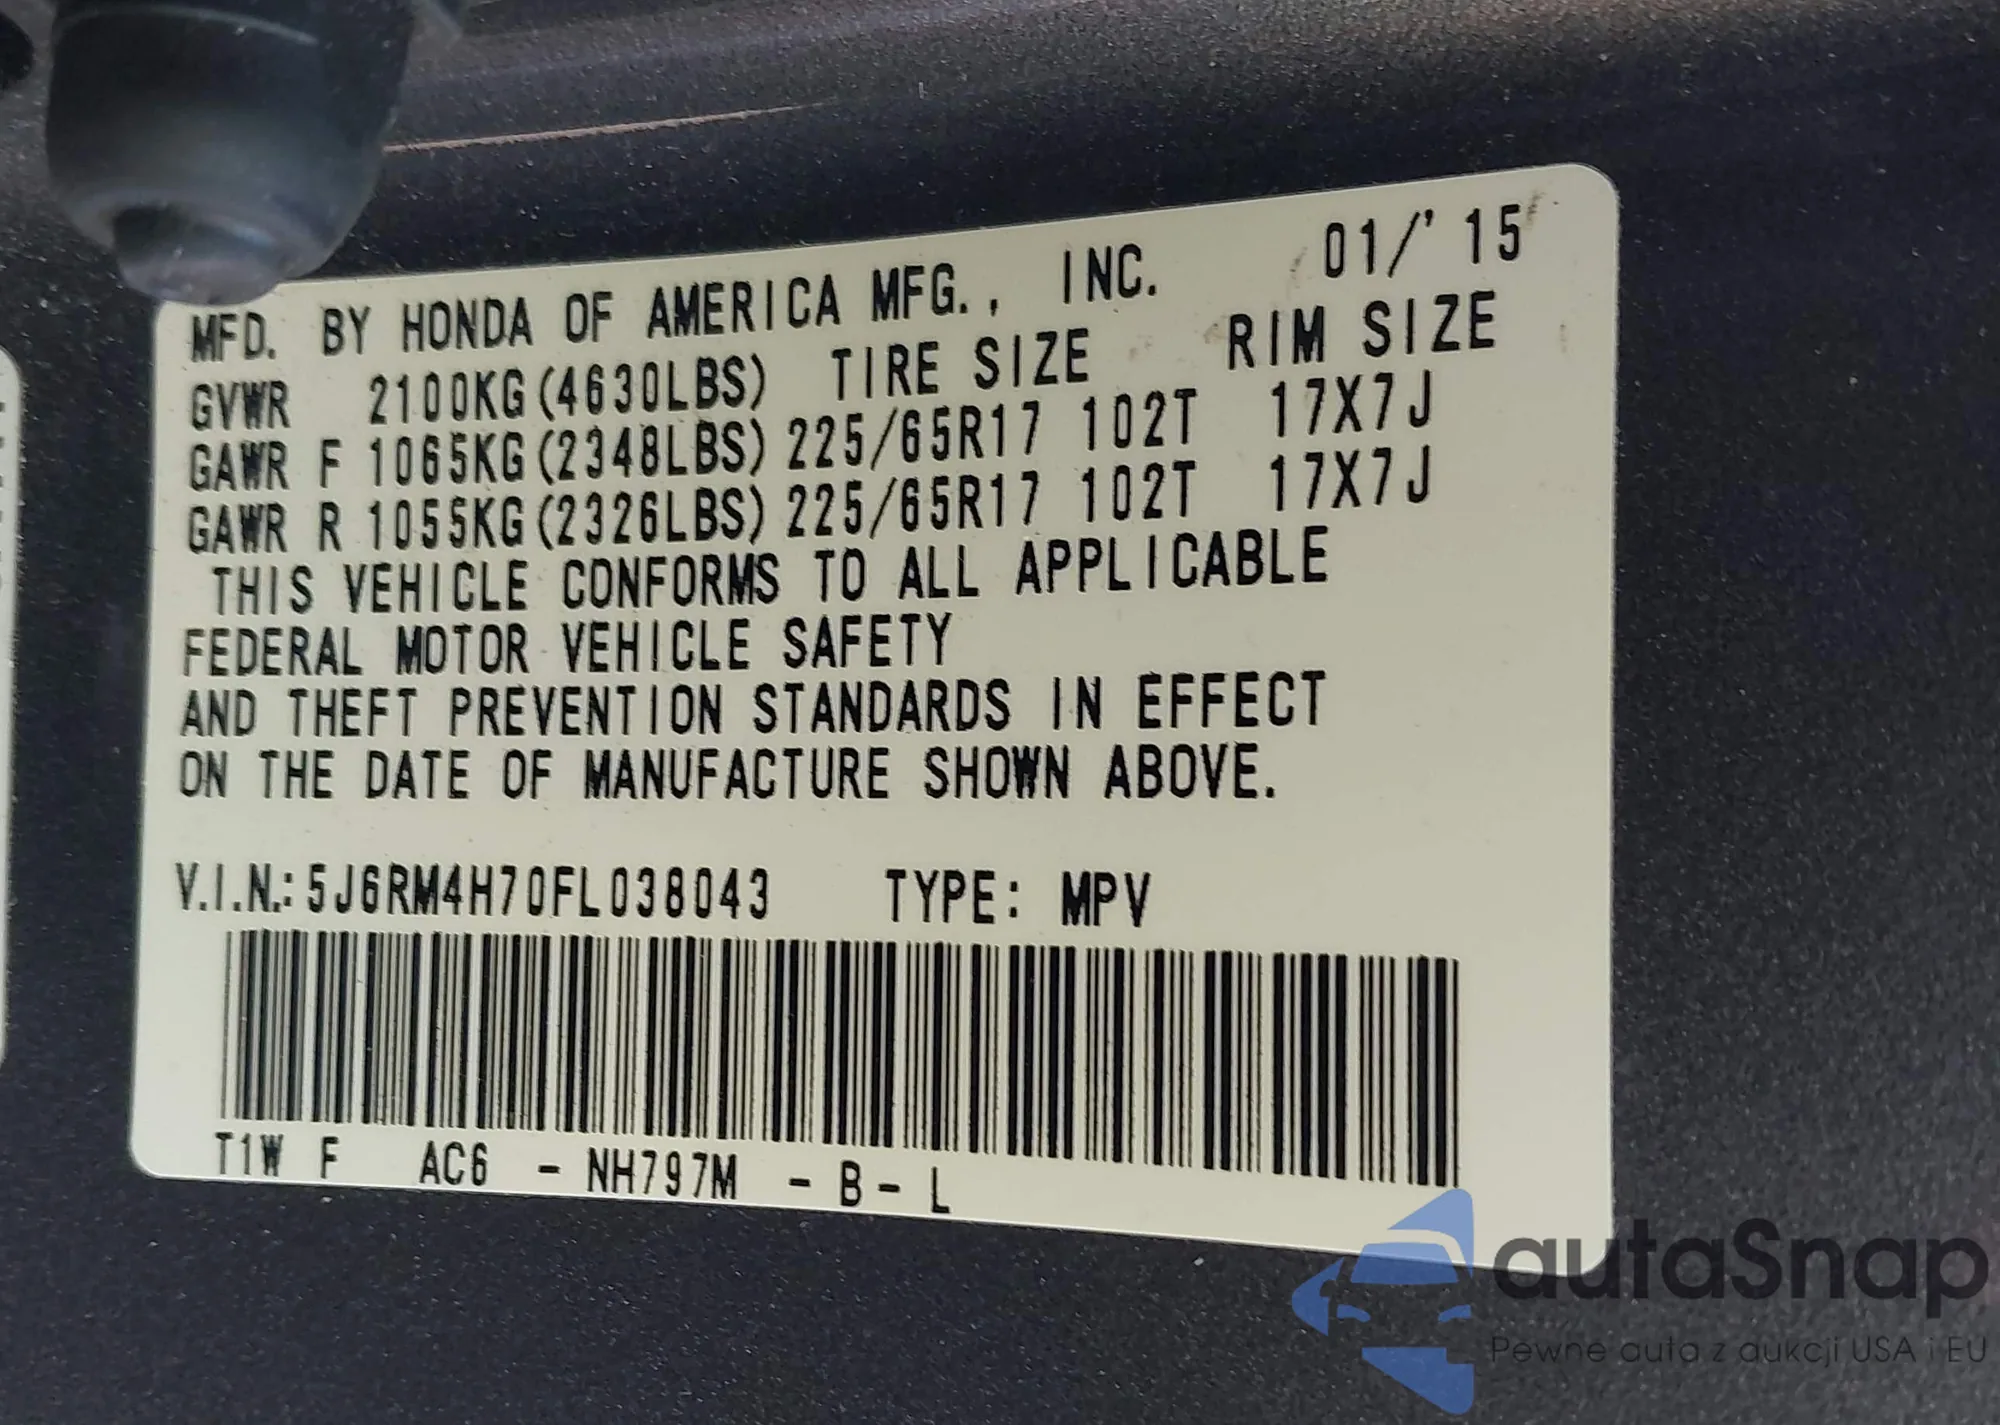 MFD. BY HONDA OF AMERICA MFG., INC. 01/'15
GVWR 2100KG(4630LBS) TIRE SIZE RIM SIZE
GAWR F 1065KG(2348LBS) 225/65R17 102T 17X7J
GAWR R 1055KG(2326LBS) 225/65R17 102T 17X7J
THIS VEHICLE CONFORMS TO ALL APPLICABLE
FEDERAL MOTOR VEHICLE SAFETY
AND THEFT PREVENTION STANDARDS IN EFFECT
ON THE DATE OF MANUFACTURE SHOWN ABOVE.
V.I.N.: 5J6RM4H70FL038043 TYPE: MPV
T1W F AC6 - NH797M - B - L
autaSnap
Pewne auta z aukcji USA i EU